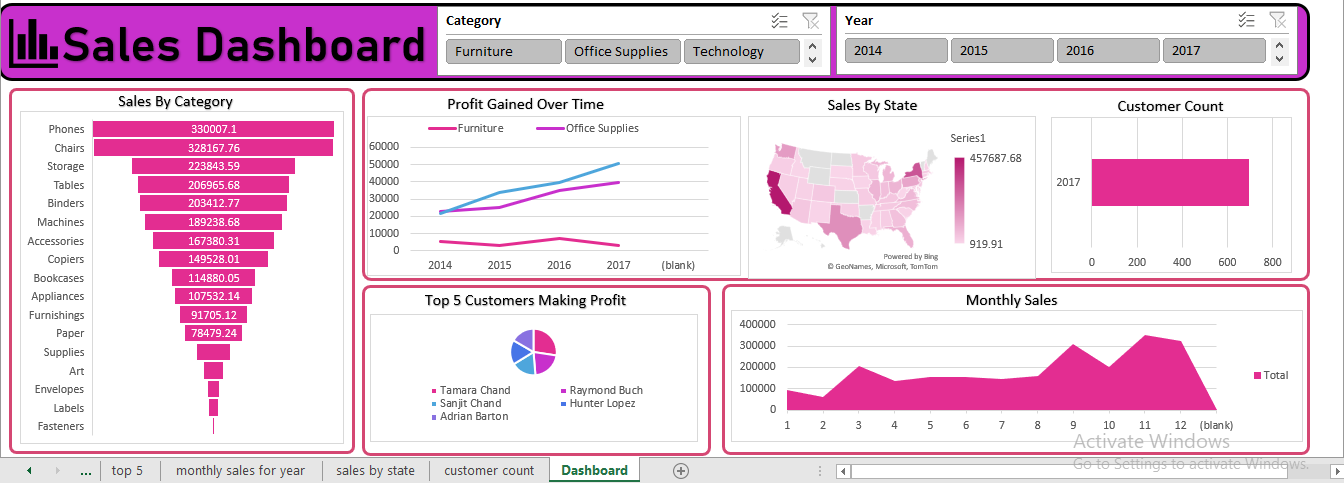 Sales Dashboard
Category
Furniture Office Supplies Technology
Year
2014 2015 2016 2017
Sales By Category
Phones 330007.1
Chairs 328167.76
Storage 223843.59
Tables 206965.68
Binders 203412.77
Machines 189238.68
Accessories 167380.31
Copiers 149528.01
Bookcases 114880.05
Appliances 107532.14
Furnishings 91705.12
Paper 78479.24
Supplies
Art
Envelopes
Labels
Fasteners
Profit Gained Over Time
Furniture Office Supplies
60000
50000
40000
30000
20000
10000
0
2014 2015 2016 2017 (blank)
Sales By State
Series1
457687.68
919.91
Powered by Bing
© GeoNames, Microsoft, TomTom
Customer Count
2017
0 200 400 600 800
Top 5 Customers Making Profit
Tamara Chand Raymond Buch
Sanjit Chand Hunter Lopez
Adrian Barton
Monthly Sales
400000
300000
200000
100000
0
1 2 3 4 5 6 7 8 9 10 11 12 (blank)
Total
Activate Windows
Go to Settings to activate Windows.
... top 5 monthly sales for year sales by state customer count Dashboard